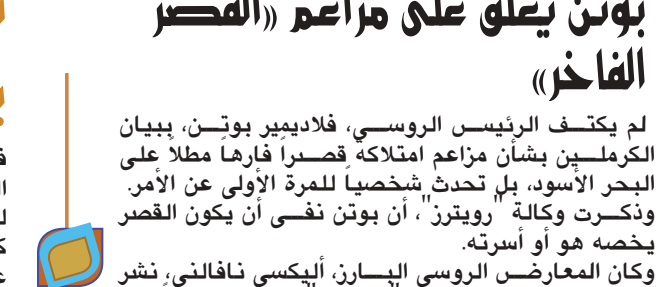 بوتن يعلق على مزاعم «القصر
الفاخر»
لم يكتف الرئيس الروسي، فلاديمير بوتن، ببيان
الكرملين بشأن مزاعم امتلاكه قصراً فارهاً مطلاً على
البحر الأسود، بل تحدث شخصياً للمرة الأولى عن الأمر.
وذكرت وكالة "رويترز"، أن بوتن نفى أن يكون القصر
يخصه هو أو أسرته.
وكان المعارض الروسي البارز، أليكسي نافالني، نشر